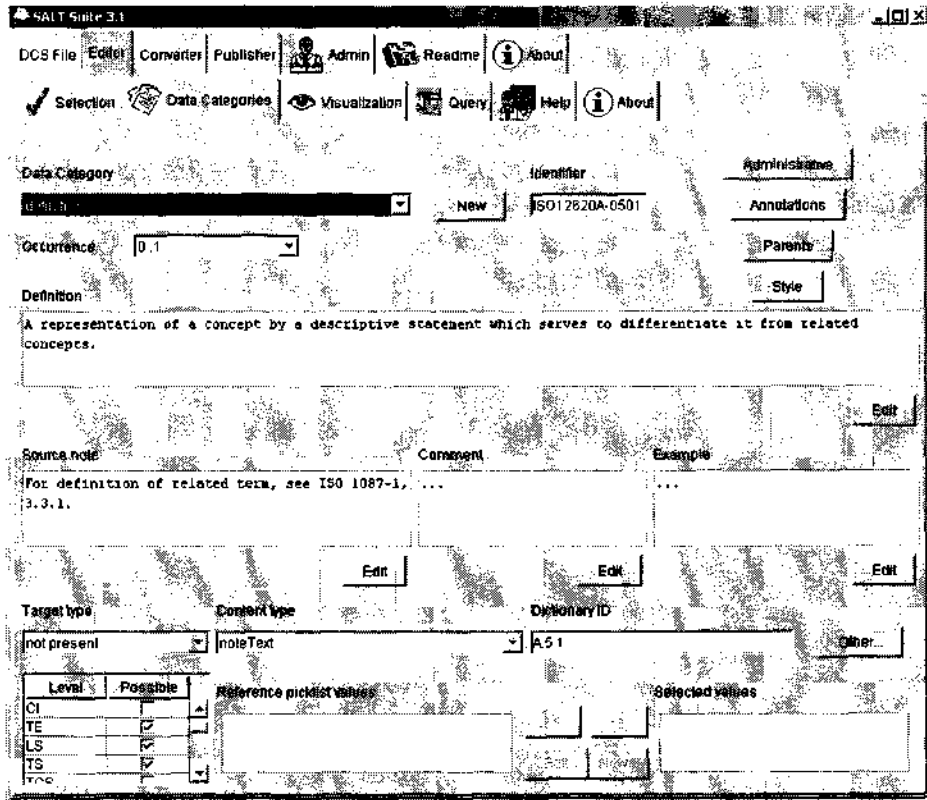 SALT Suite 3.1
DCS File Editor Converter Publisher Admin Readme About
Selection Data Categories Visualization Query Help About
Data Category Identifier Administrative
New ISO12620A-0501 Annotations
Occurrence 0..1 Parents
Style
Definition
A representation of a concept by a descriptive statement which serves to differentiate it from related
concepts.
Edit
Source note Comment Example
For definition of related term, see ISO 1087-1, ... ...
3.3.1.
Edit Edit Edit
Target type Content type Dictionary ID
not present noteText A.5.1 Other...
Level Possible Reference picklist values Selected values
CI
TE
LS
TS
TCS